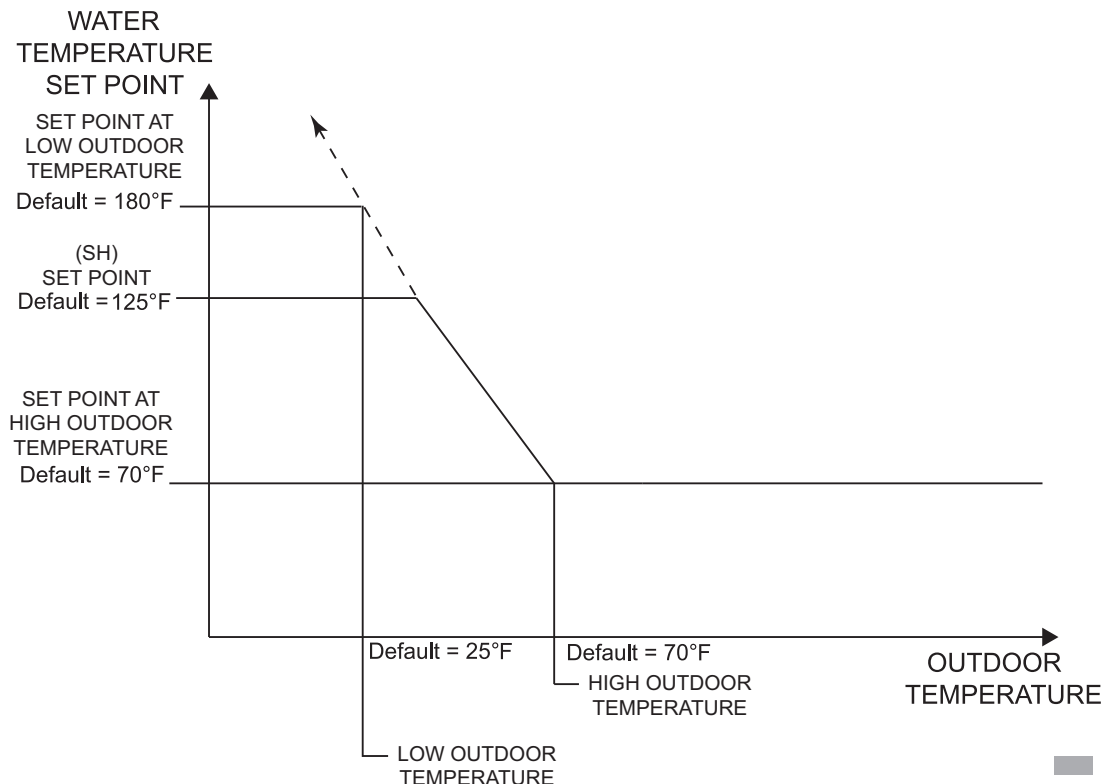 WATER
TEMPERATURE
SET POINT
SET POINT AT
LOW OUTDOOR
TEMPERATURE
Default = 180°F
(SH)
SET POINT
Default =125°F
SET POINT AT
HIGH OUTDOOR
TEMPERATURE
Default = 70°F
Default = 25°F
Default = 70°F
OUTDOOR
TEMPERATURE
HIGH OUTDOOR
TEMPERATURE
LOW OUTDOOR
TEMPERATURE